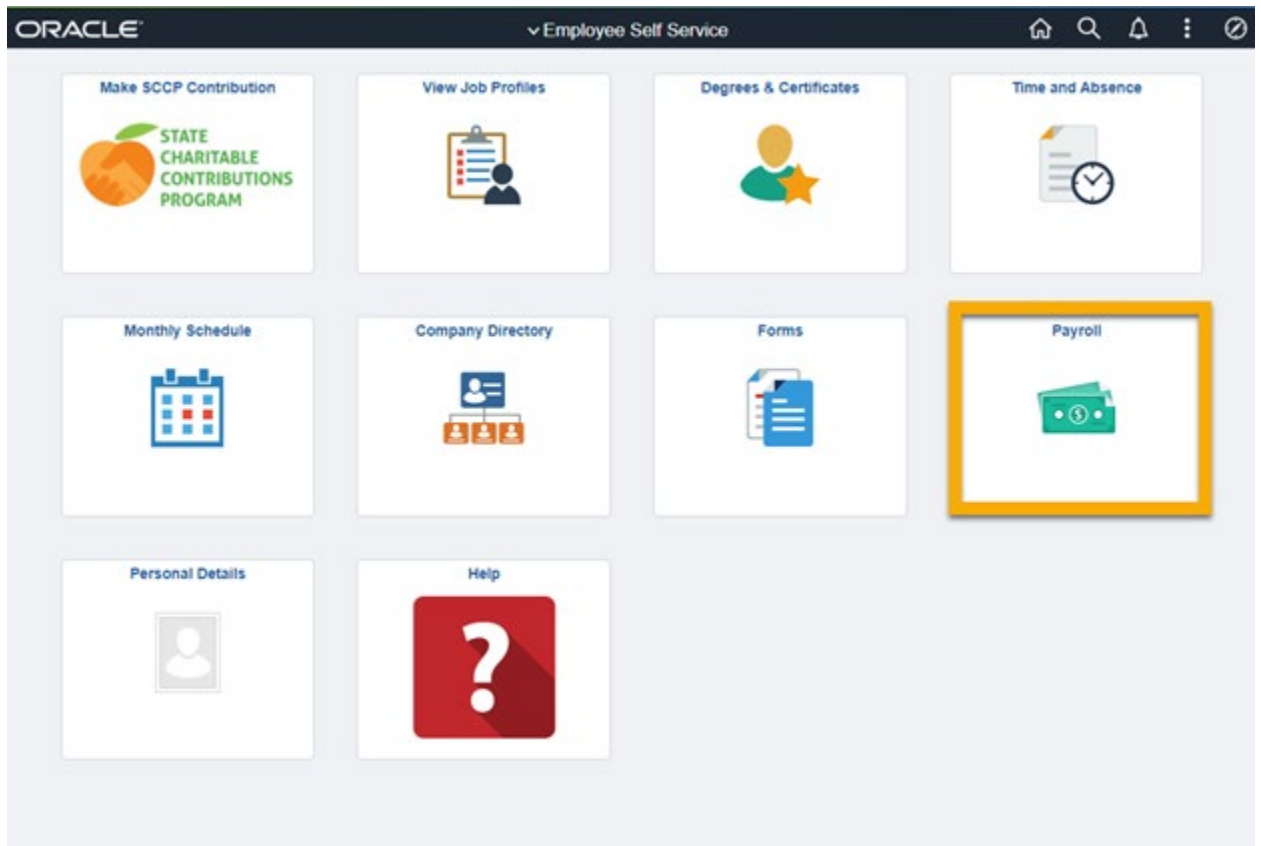 ORACLE
Employee Self Service
Make SCCP Contribution
STATE
CHARITABLE
CONTRIBUTIONS
PROGRAM
View Job Profiles
Degrees & Certificates
Time and Absence
Monthly Schedule
Company Directory
Forms
Payroll
$
Personal Details
Help
?